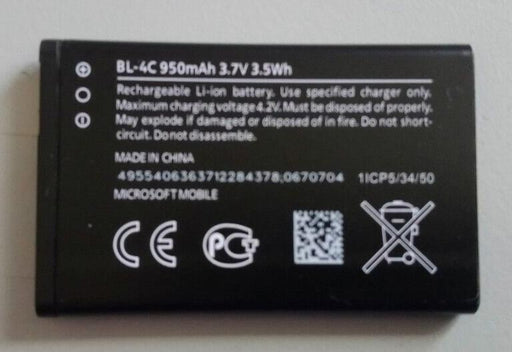 BL-4C 950mAh 3.7V 3.5Wh
Rechargeable Li-ion battery. Use specified charger only.
Maximum charging voltage 4.2V. Must be disposed of properly.
May explode if damaged or disposed of in fire. Do not short-
circuit. Do not disassemble.
MADE IN CHINA
4955406363712284378;0670704 1ICP5/34/50
MICROSOFT MOBILE
CE PCT